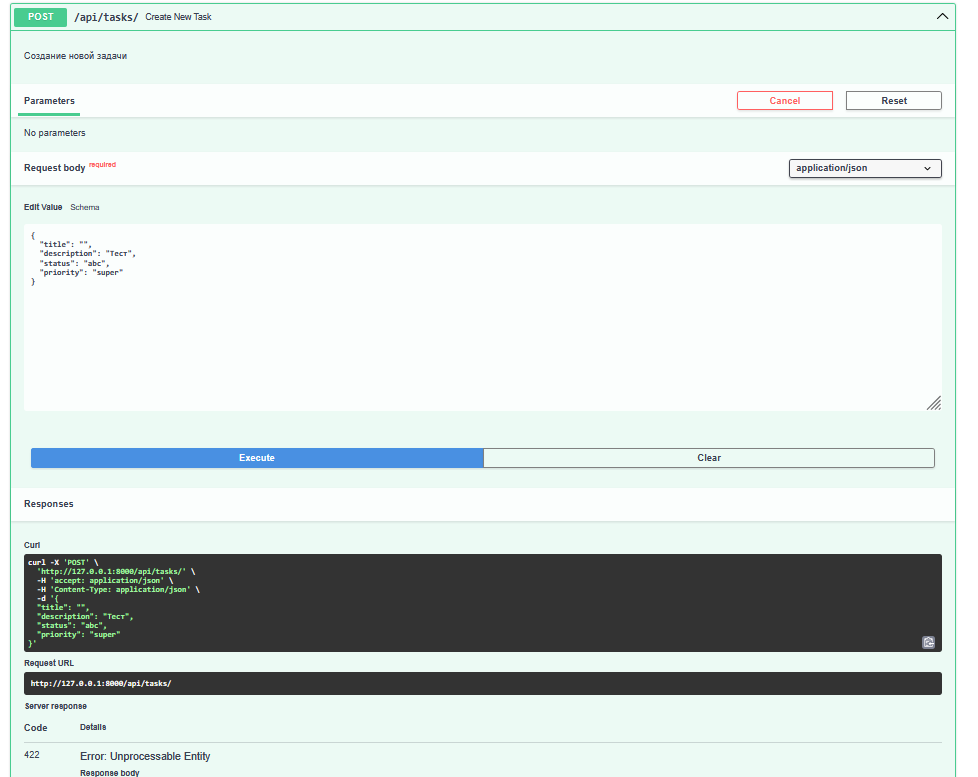 POST /api/tasks/ Create New Task
Создание новой задачи
Parameters
Cancel
Reset
No parameters
Request body required
application/json
Edit Value Schema
{
  "title": "",
  "description": "Тест",
  "status": "abc",
  "priority": "super"
}
Execute
Clear
Responses
Curl
curl -X 'POST' \
  'http://127.0.0.1:8000/api/tasks/' \
  -H 'accept: application/json' \
  -H 'Content-Type: application/json' \
  -d '{
  "title": "",
  "description": "Тест",
  "status": "abc",
  "priority": "super"
}'
Request URL
http://127.0.0.1:8000/api/tasks/
Server response
Code Details
422 Error: Unprocessable Entity
Response body